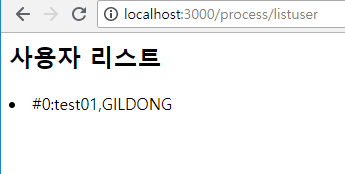 localhost:3000/process/listuser
사용자 리스트
#0:test01,GILDONG